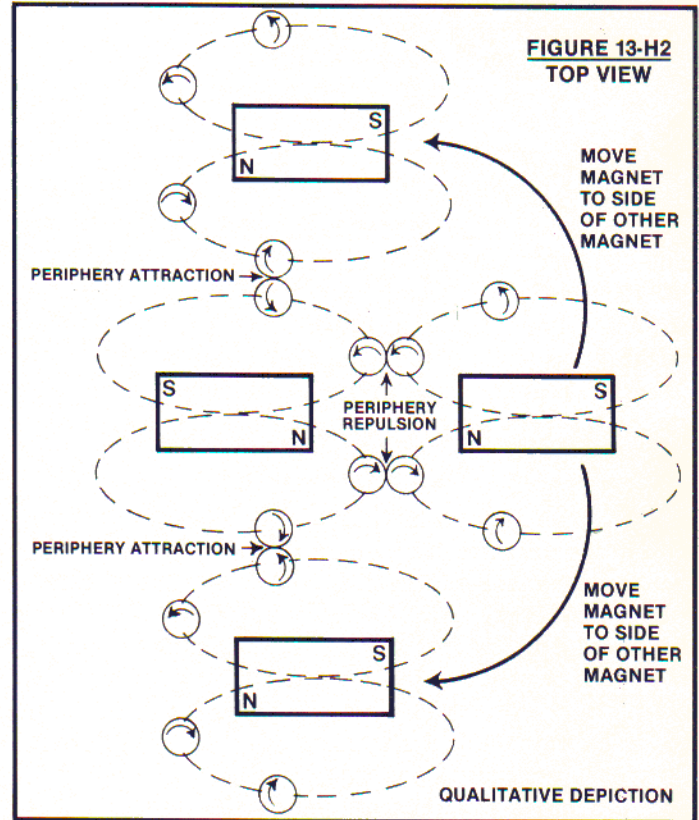 FIGURE 13-H2
TOP VIEW
S
N
MOVE
MAGNET
TO SIDE
OF OTHER
MAGNET
PERIPHERY ATTRACTION
S
N
PERIPHERY
REPULSION
S
N
PERIPHERY ATTRACTION
MOVE
MAGNET
TO SIDE
OF OTHER
MAGNET
S
N
QUALITATIVE DEPICTION